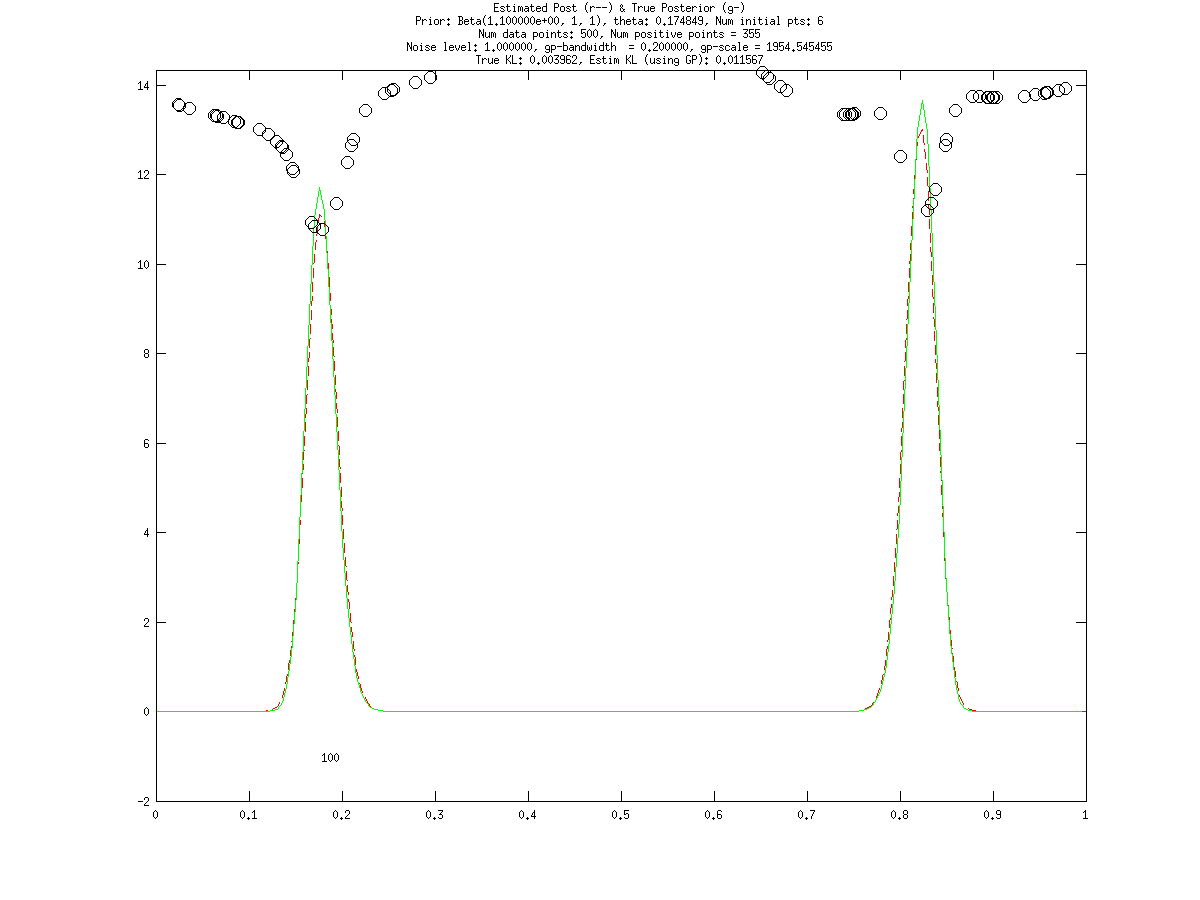 Estimated Post (r--) & True Posterior (g-)
Prior: Beta(1.100000e+00, 1, 1), theta: 0.174849, Num initial pts: 6
Num data points: 500, Num positive points = 355
Noise level: 1.000000, gp-bandwidth  = 0.200000, gp-scale = 1954.545455
True KL: 0.003962, Estim KL (using GP): 0.011567
14
12
10
8
6
4
2
0
100
-2
0 0.1 0.2 0.3 0.4 0.5 0.6 0.7 0.8 0.9 1